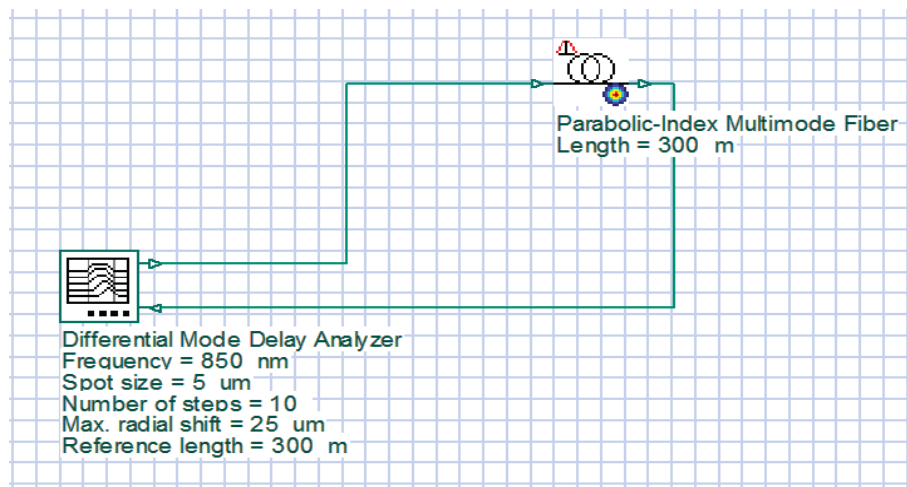 Parabolic-Index Multimode Fiber
Length = 300 m
Differential Mode Delay Analyzer
Frequency = 850 nm
Spot size = 5 um
Number of steps = 10
Max. radial shift = 25 um
Reference length = 300 m